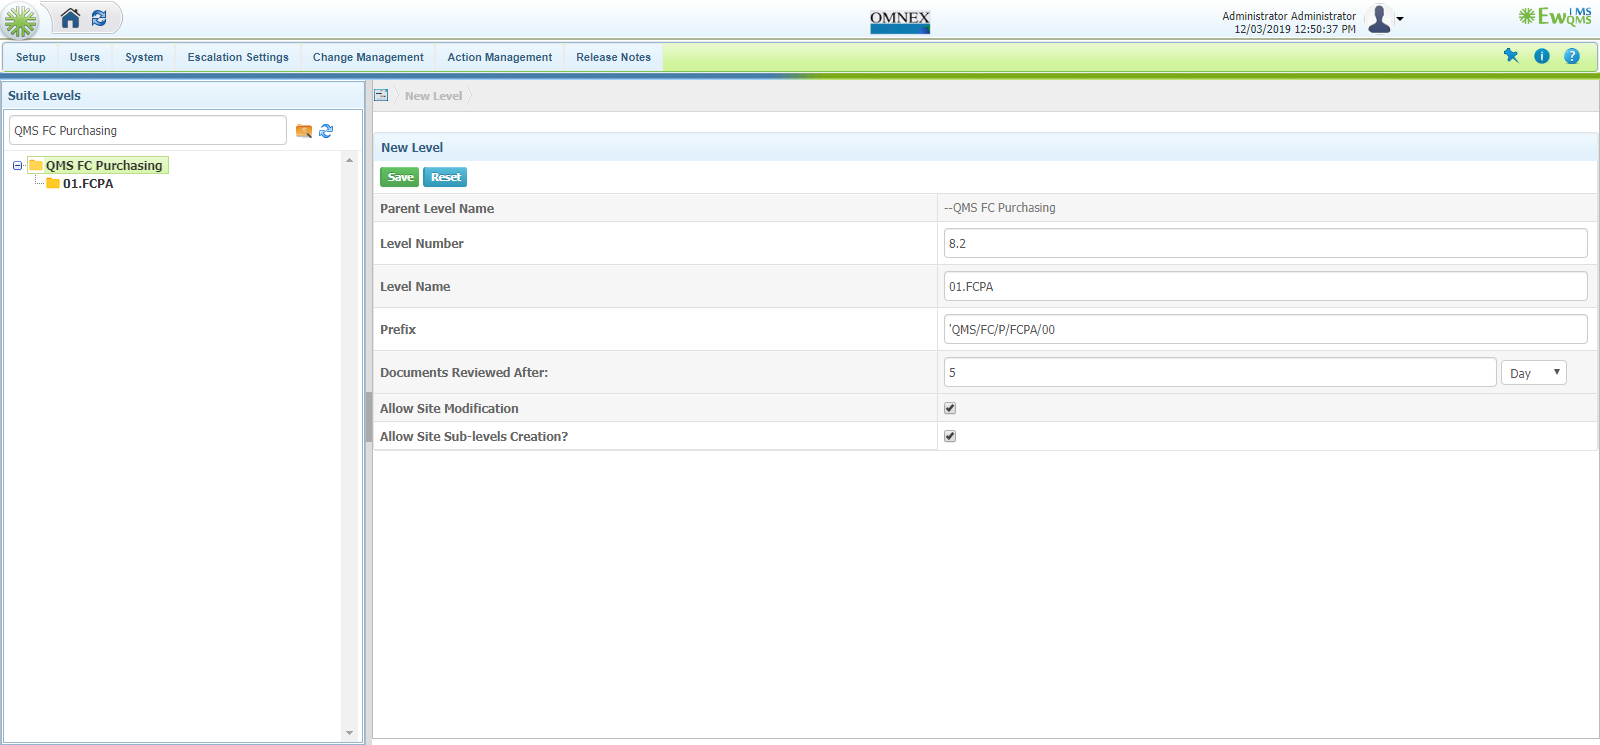 OMNEX
Administrator Administrator
12/03/2019 12:50:37 PM
EwIMS
QMS
Setup Users System Escalation Settings Change Management Action Management Release Notes
Suite Levels
New Level
QMS FC Purchasing
QMS FC Purchasing
01.FCPA
New Level
Save Reset
Parent Level Name --QMS FC Purchasing
Level Number 8.2
Level Name 01.FCPA
Prefix 'QMS/FC/P/FCPA/00
Documents Reviewed After: 5 Day
Allow Site Modification
Allow Site Sub-levels Creation?